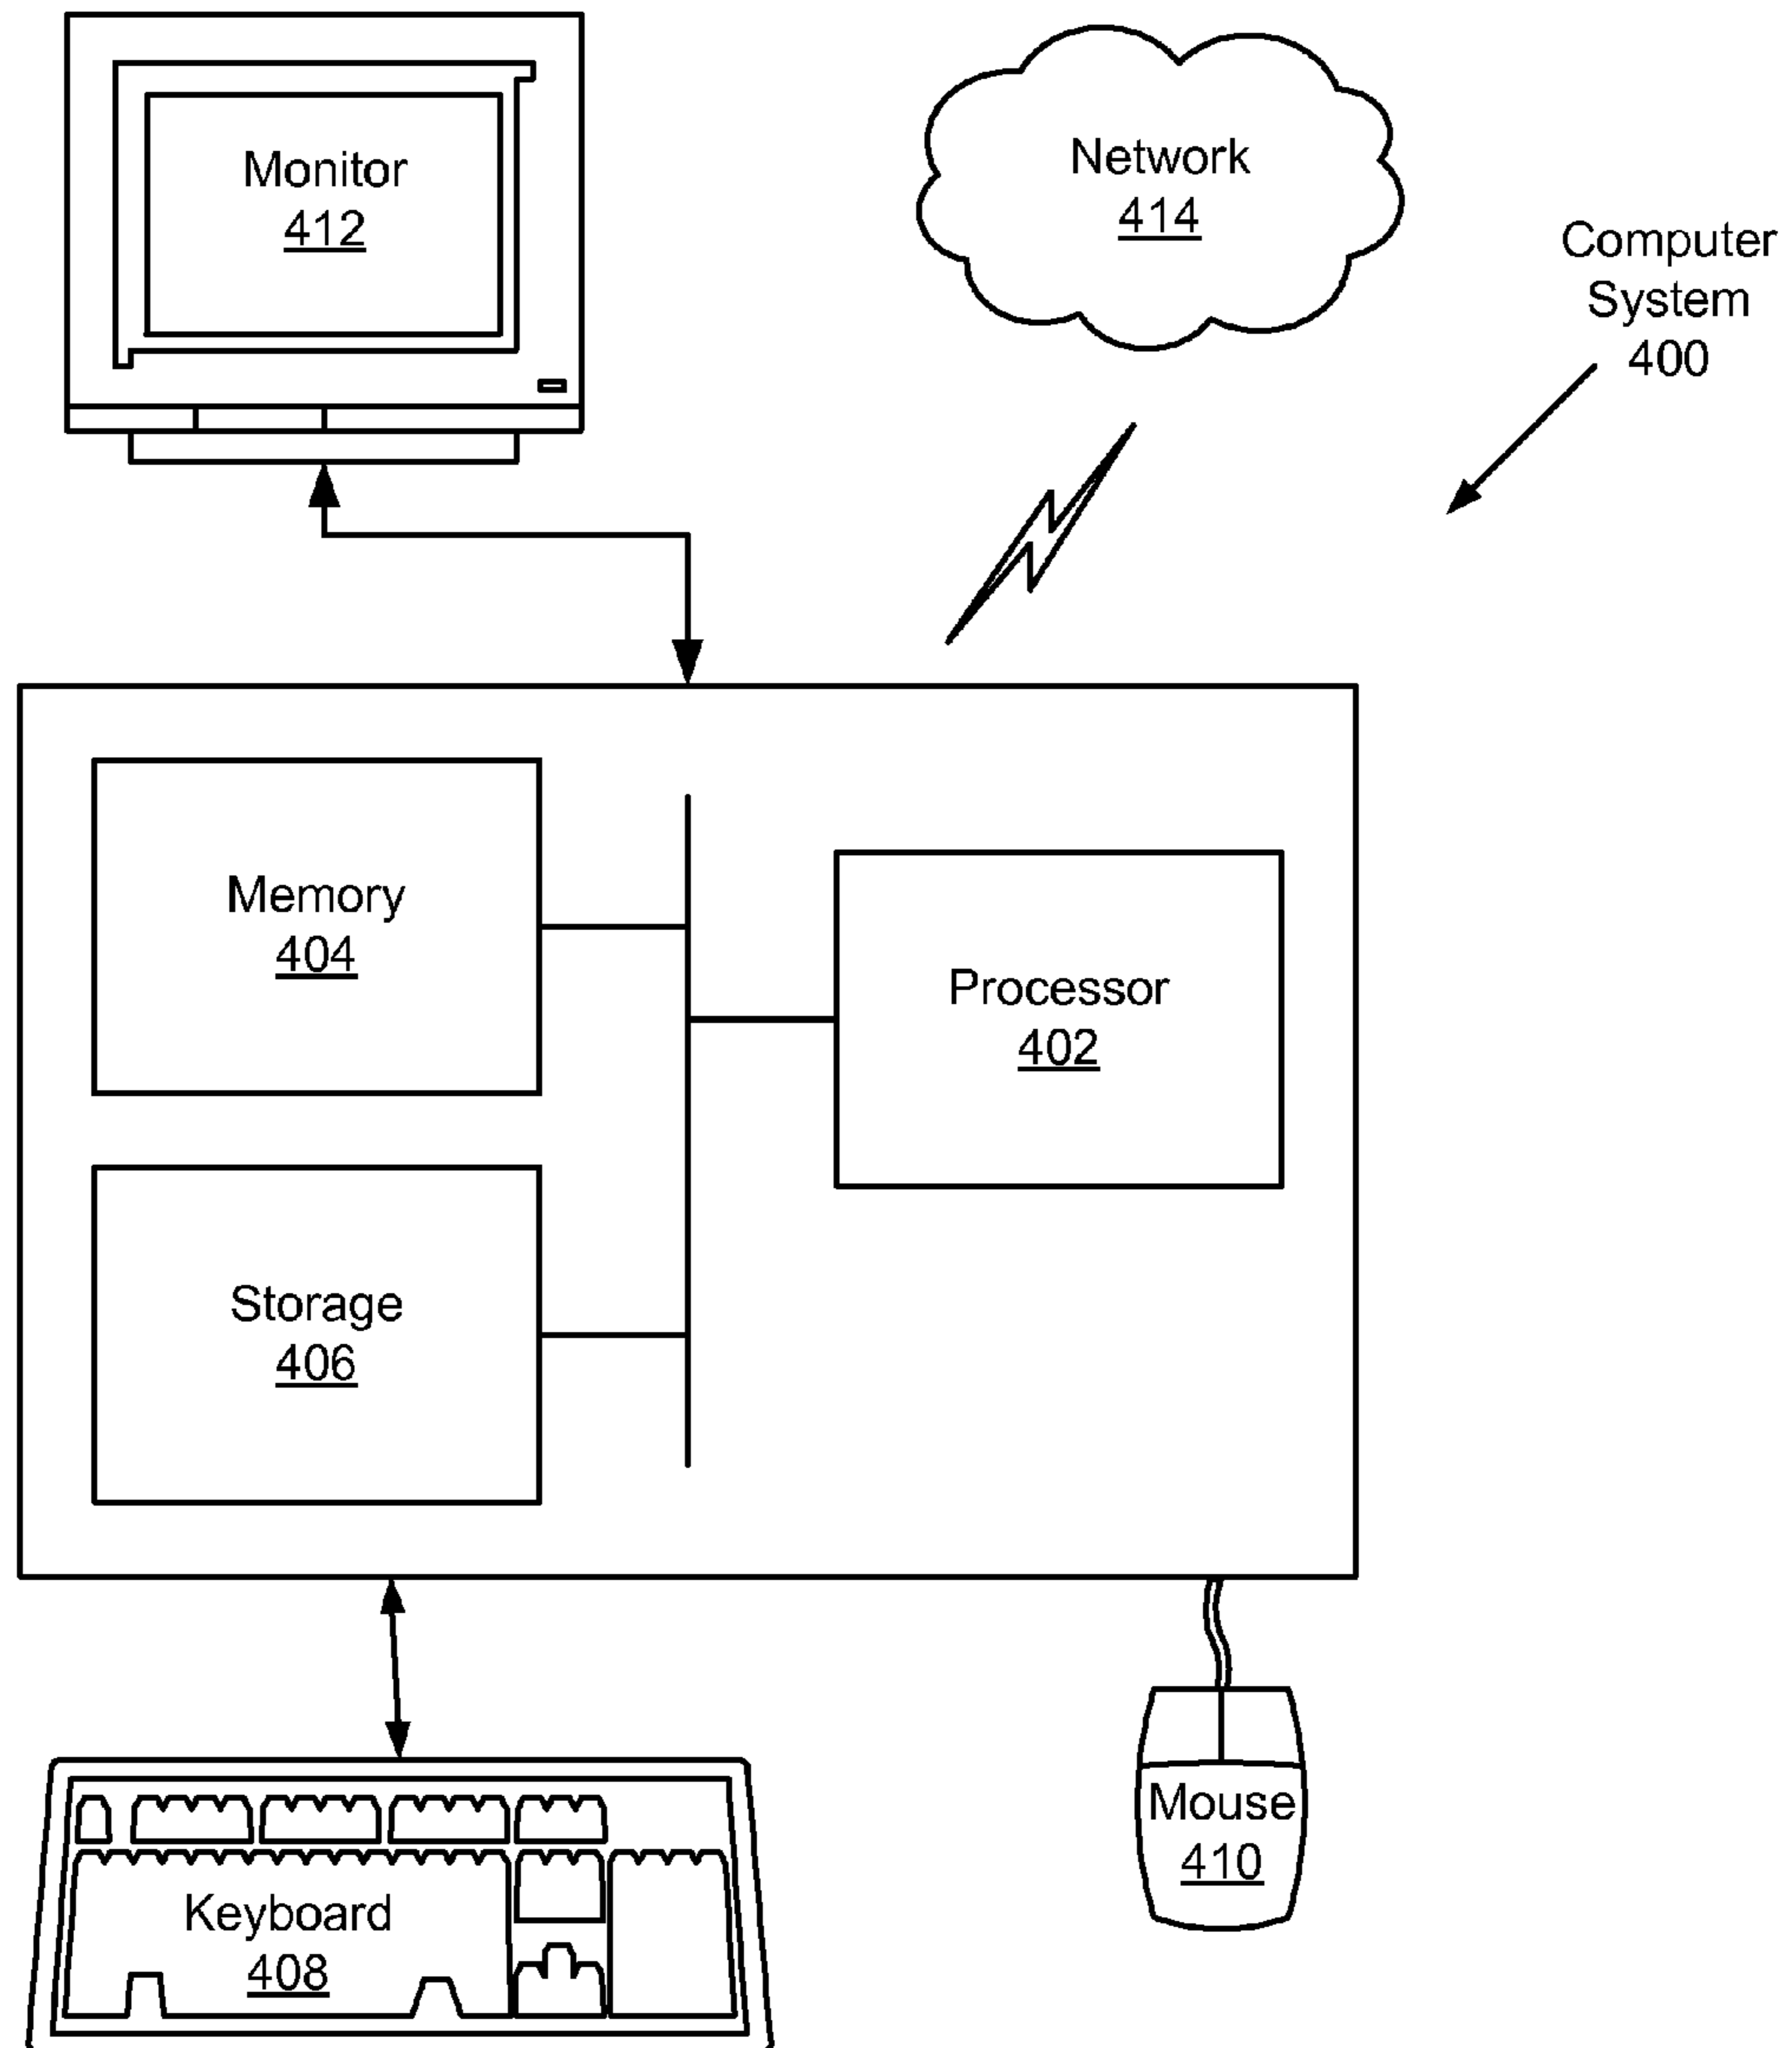 Monitor
412
Network
414
Computer
System
400
Memory
404
Processor
402
Storage
406
Mouse
410
Keyboard
408